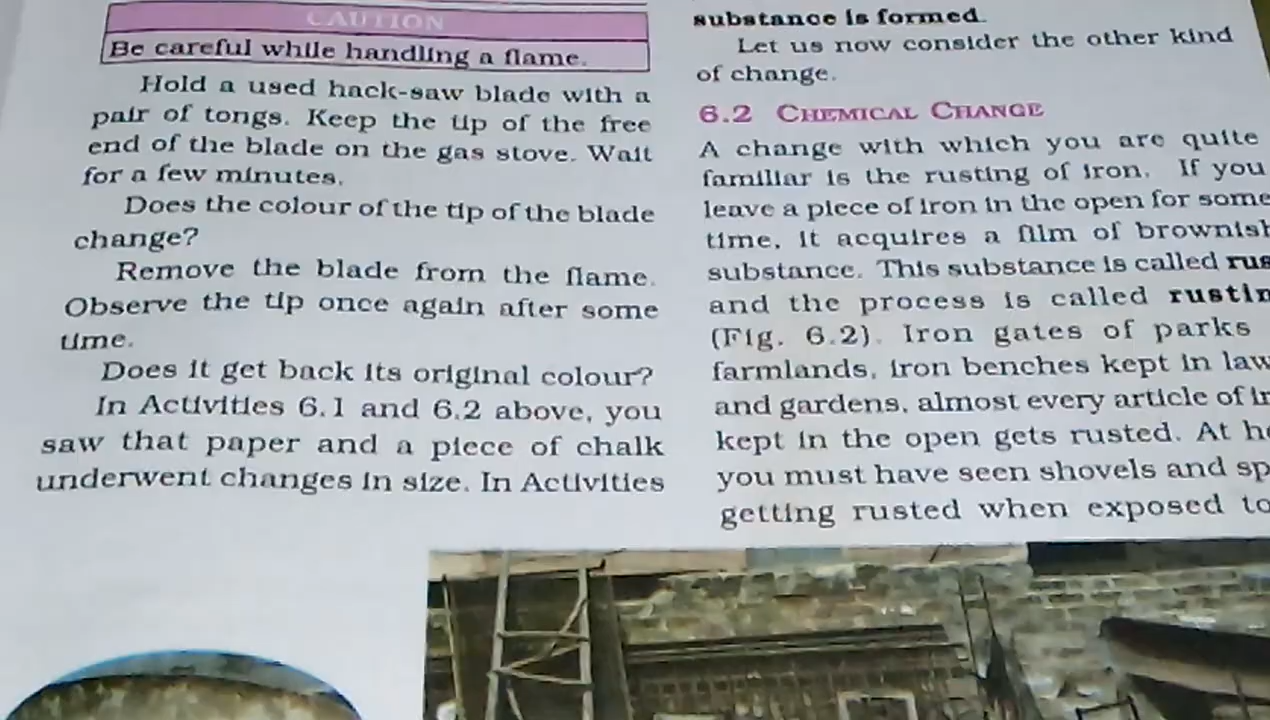 CAUTION
Be careful while handling a flame.
Hold a used hack-saw blade with a
pair of tongs. Keep the tip of the free
end of the blade on the gas stove. Wait
for a few minutes.
Does the colour of the tip of the blade
change?
Remove the blade from the flame.
Observe the tip once again after some
time.
Does it get back its original colour?
In Activities 6.1 and 6.2 above, you
saw that paper and a piece of chalk
underwent changes in size. In Activities
substance is formed.
Let us now consider the other kind
of change.
6.2 CHEMICAL CHANGE
A change with which you are quite
familiar is the rusting of iron. If you
leave a piece of iron in the open for some
time, it acquires a film of brownish
substance. This substance is called
and the process is called
(Fig. 6.2). Iron gates of parks
farmlands, iron benches kept in
and gardens, almost every article of
kept in the open gets rusted. At
you must have seen shovels and
getting rusted when exposed to